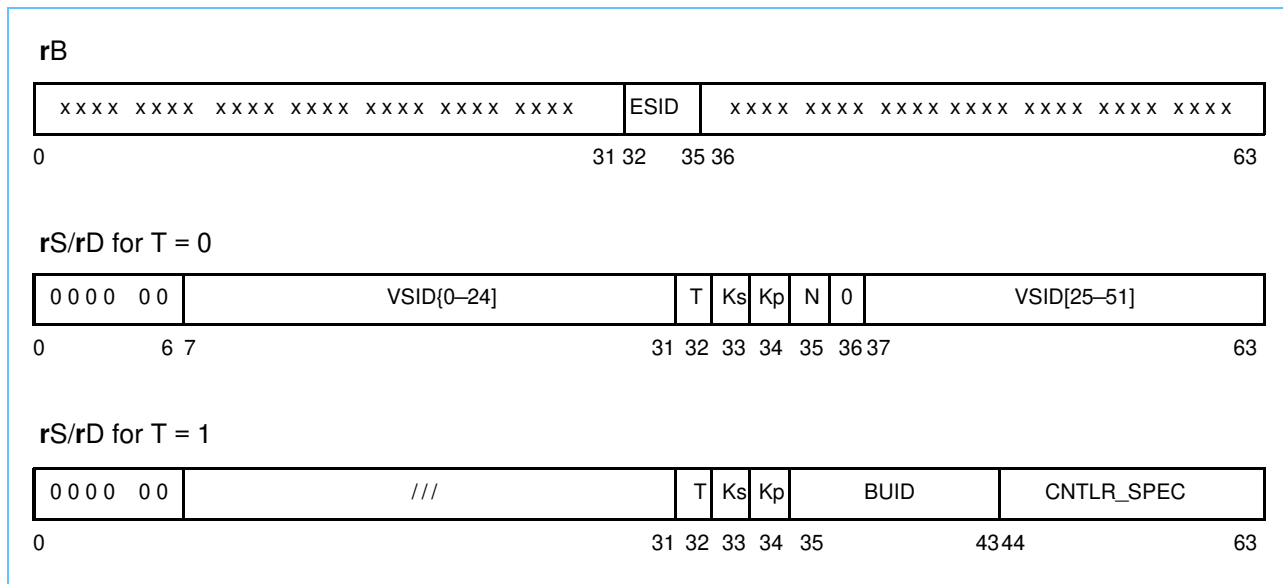 rB
xxxx xxxx xxxx xxxx xxxx xxxx xxxx ESID xxxx xxxx xxxx xxxx xxxx xxxx xxxx
0 31 32 35 36 63
rS/rD for T = 0
0000 00 VSID{0–24] T Ks Kp N 0 VSID[25–51]
0 6 7 31 32 33 34 35 36 37 63
rS/rD for T = 1
0000 00 /// T Ks Kp BUID CNTLR_SPEC
0 31 32 33 34 35 43 44 63